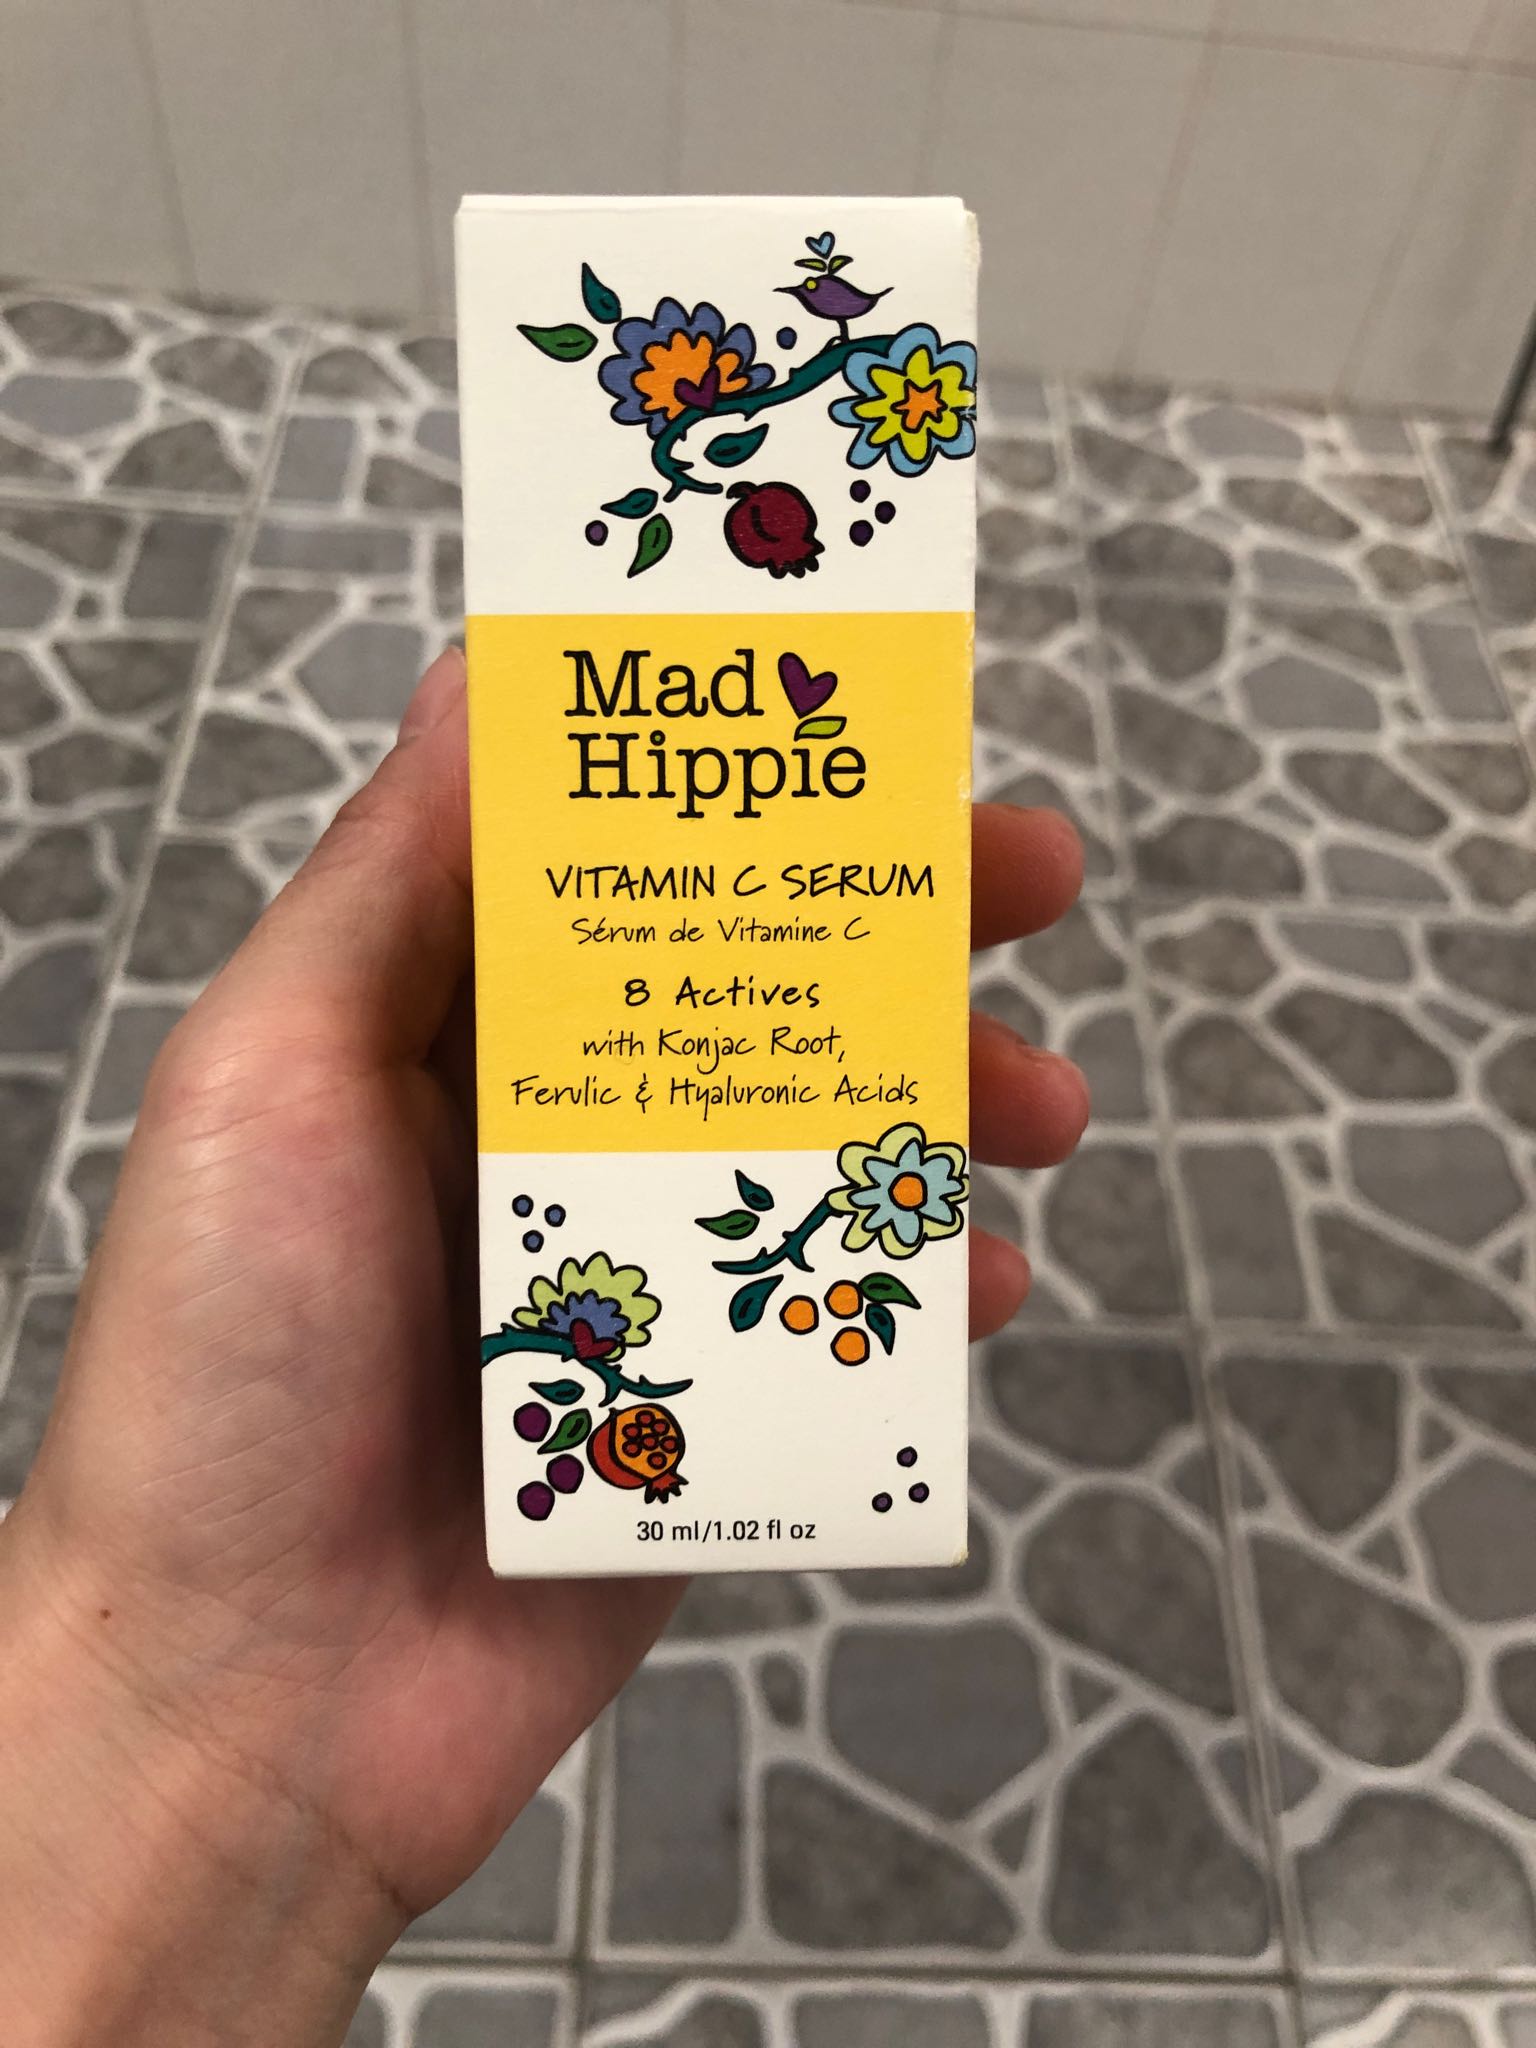 Mad
Hippie
VITAMIN C SERUM
Sérum de Vitamine C
8 Actives
with Konjac Root,
Ferulic & Hyaluronic Acids
30 ml/1.02 fl oz